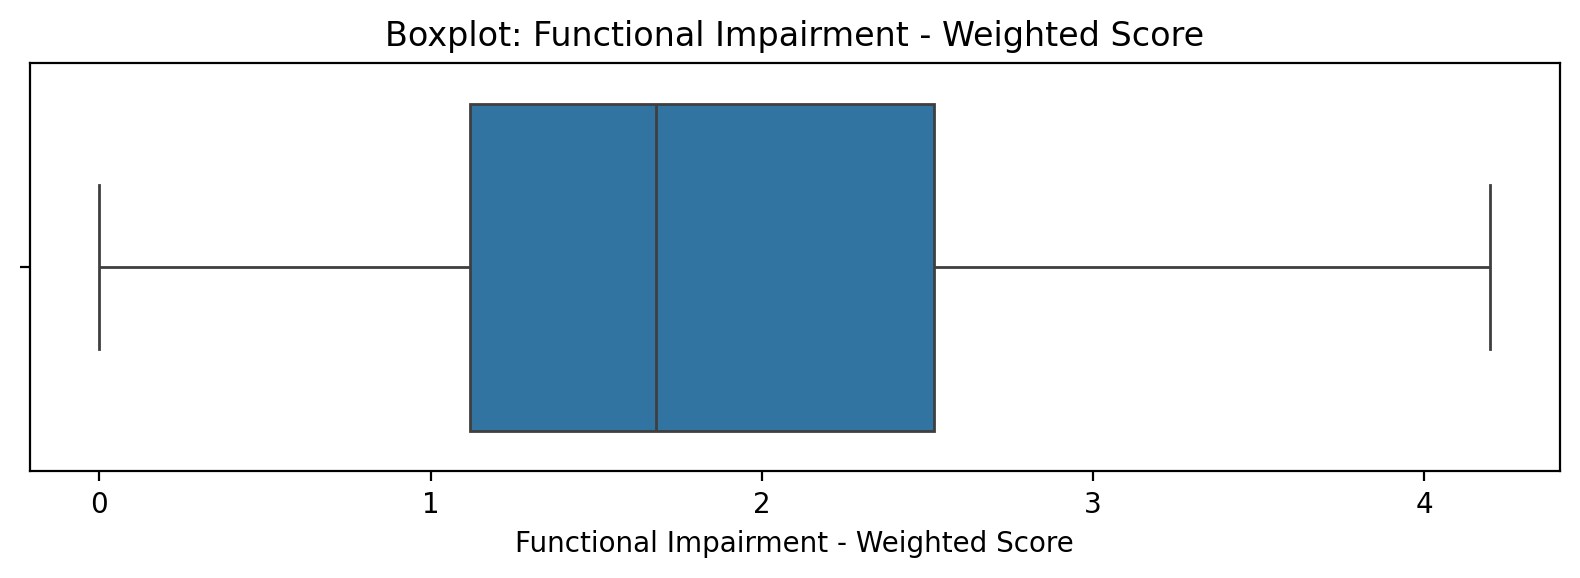 Boxplot: Functional Impairment - Weighted Score
0 1 2 3 4
Functional Impairment - Weighted Score